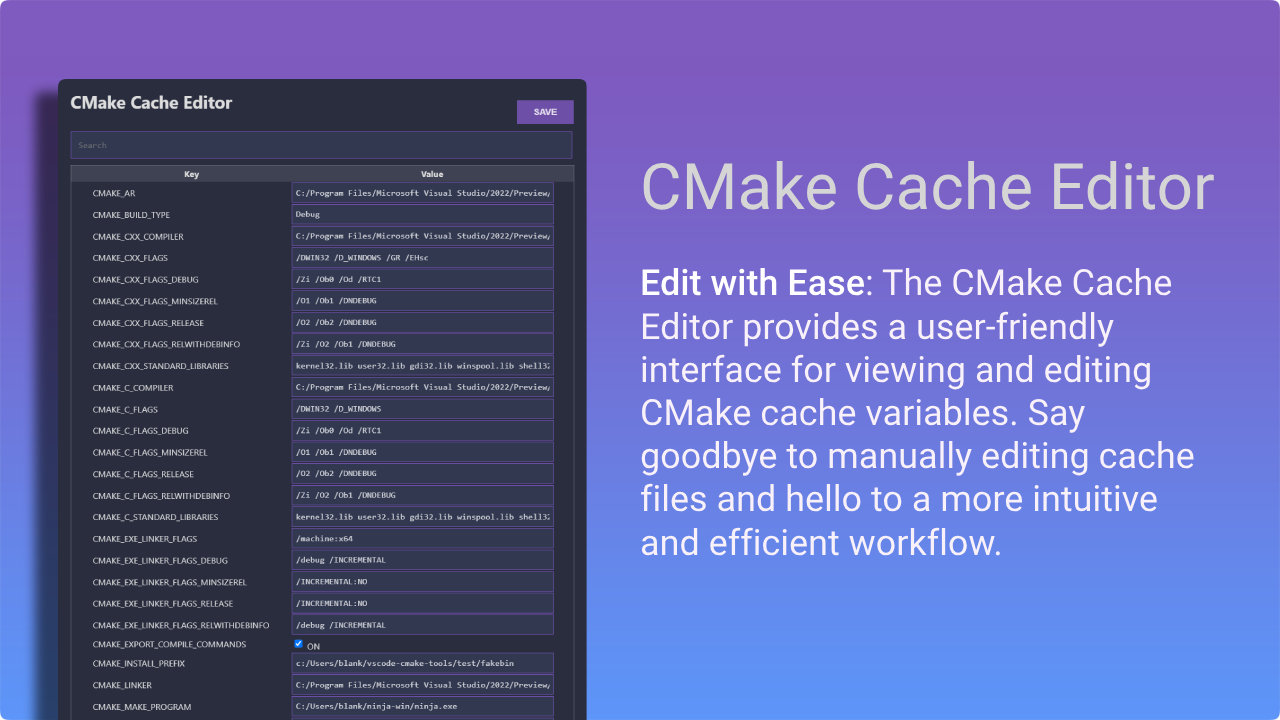 CMake Cache Editor
SAVE
Search
Key Value
CMAKE_AR C:/Program Files/Microsoft Visual Studio/2022/Preview/
CMAKE_BUILD_TYPE Debug
CMAKE_CXX_COMPILER C:/Program Files/Microsoft Visual Studio/2022/Preview/
CMAKE_CXX_FLAGS /DWIN32 /D_WINDOWS /GR /EHsc
CMAKE_CXX_FLAGS_DEBUG /Zi /Ob0 /Od /RTC1
CMAKE_CXX_FLAGS_MINSIZEREL /O1 /Ob1 /DNDEBUG
CMAKE_CXX_FLAGS_RELEASE /O2 /Ob2 /DNDEBUG
CMAKE_CXX_FLAGS_RELWITHDEBINFO /Zi /O2 /Ob1 /DNDEBUG
CMAKE_CXX_STANDARD_LIBRARIES kernel32.lib user32.lib gdi32.lib winspool.lib shell32
CMAKE_C_COMPILER C:/Program Files/Microsoft Visual Studio/2022/Preview/
CMAKE_C_FLAGS /DWIN32 /D_WINDOWS
CMAKE_C_FLAGS_DEBUG /Zi /Ob0 /Od /RTC1
CMAKE_C_FLAGS_MINSIZEREL /O1 /Ob1 /DNDEBUG
CMAKE_C_FLAGS_RELEASE /O2 /Ob2 /DNDEBUG
CMAKE_C_FLAGS_RELWITHDEBINFO /Zi /O2 /Ob1 /DNDEBUG
CMAKE_C_STANDARD_LIBRARIES kernel32.lib user32.lib gdi32.lib winspool.lib shell32
CMAKE_EXE_LINKER_FLAGS /machine:x64
CMAKE_EXE_LINKER_FLAGS_DEBUG /debug /INCREMENTAL
CMAKE_EXE_LINKER_FLAGS_MINSIZEREL /INCREMENTAL:NO
CMAKE_EXE_LINKER_FLAGS_RELEASE /INCREMENTAL:NO
CMAKE_EXE_LINKER_FLAGS_RELWITHDEBINFO /debug /INCREMENTAL
CMAKE_EXPORT_COMPILE_COMMANDS ON
CMAKE_INSTALL_PREFIX c:/Users/blank/vscode-cmake-tools/test/fakebin
CMAKE_LINKER C:/Program Files/Microsoft Visual Studio/2022/Preview/
CMAKE_MAKE_PROGRAM C:/Users/blank/ninja-win/ninja.exe
CMake Cache Editor
Edit with Ease: The CMake Cache
Editor provides a user-friendly
interface for viewing and editing
CMake cache variables. Say
goodbye to manually editing cache
files and hello to a more intuitive
and efficient workflow.